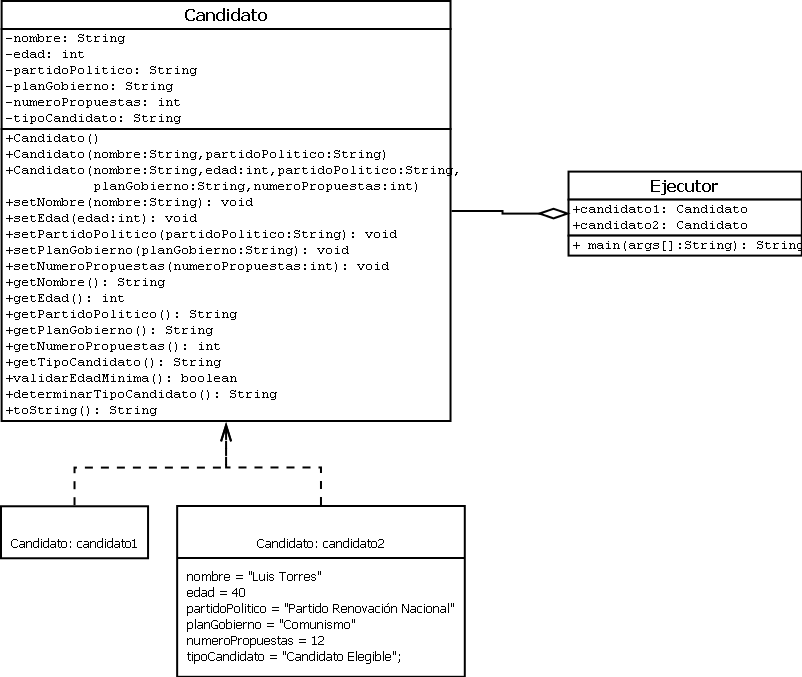 Candidato
-nombre: String
-edad: int
-partidoPolitico: String
-planGobierno: String
-numeroPropuestas: int
-tipoCandidato: String
+Candidato()
+Candidato(nombre:String,partidoPolitico:String)
+Candidato(nombre:String,edad:int,partidoPolitico:String,
planGobierno:String,numeroPropuestas:int)
+setNombre(nombre:String): void
+setEdad(edad:int): void
+setPartidoPolitico(partidoPolitico:String): void
+setPlanGobierno(planGobierno:String): void
+setNumeroPropuestas(numeroPropuestas:int): void
+getNombre(): String
+getEdad(): int
+getPartidoPolitico(): String
+getPlanGobierno(): String
+getNumeroPropuestas(): int
+getTipoCandidato(): String
+validarEdadMinima(): boolean
+determinarTipoCandidato(): String
+toString(): String
Ejecutor
+candidato1: Candidato
+candidato2: Candidato
+ main(args[]:String): String
Candidato: candidato1
Candidato: candidato2
nombre = "Luis Torres"
edad = 40
partidoPolitico = "Partido Renovación Nacional"
planGobierno = "Comunismo"
numeroPropuestas = 12
tipoCandidato = "Candidato Elegible";